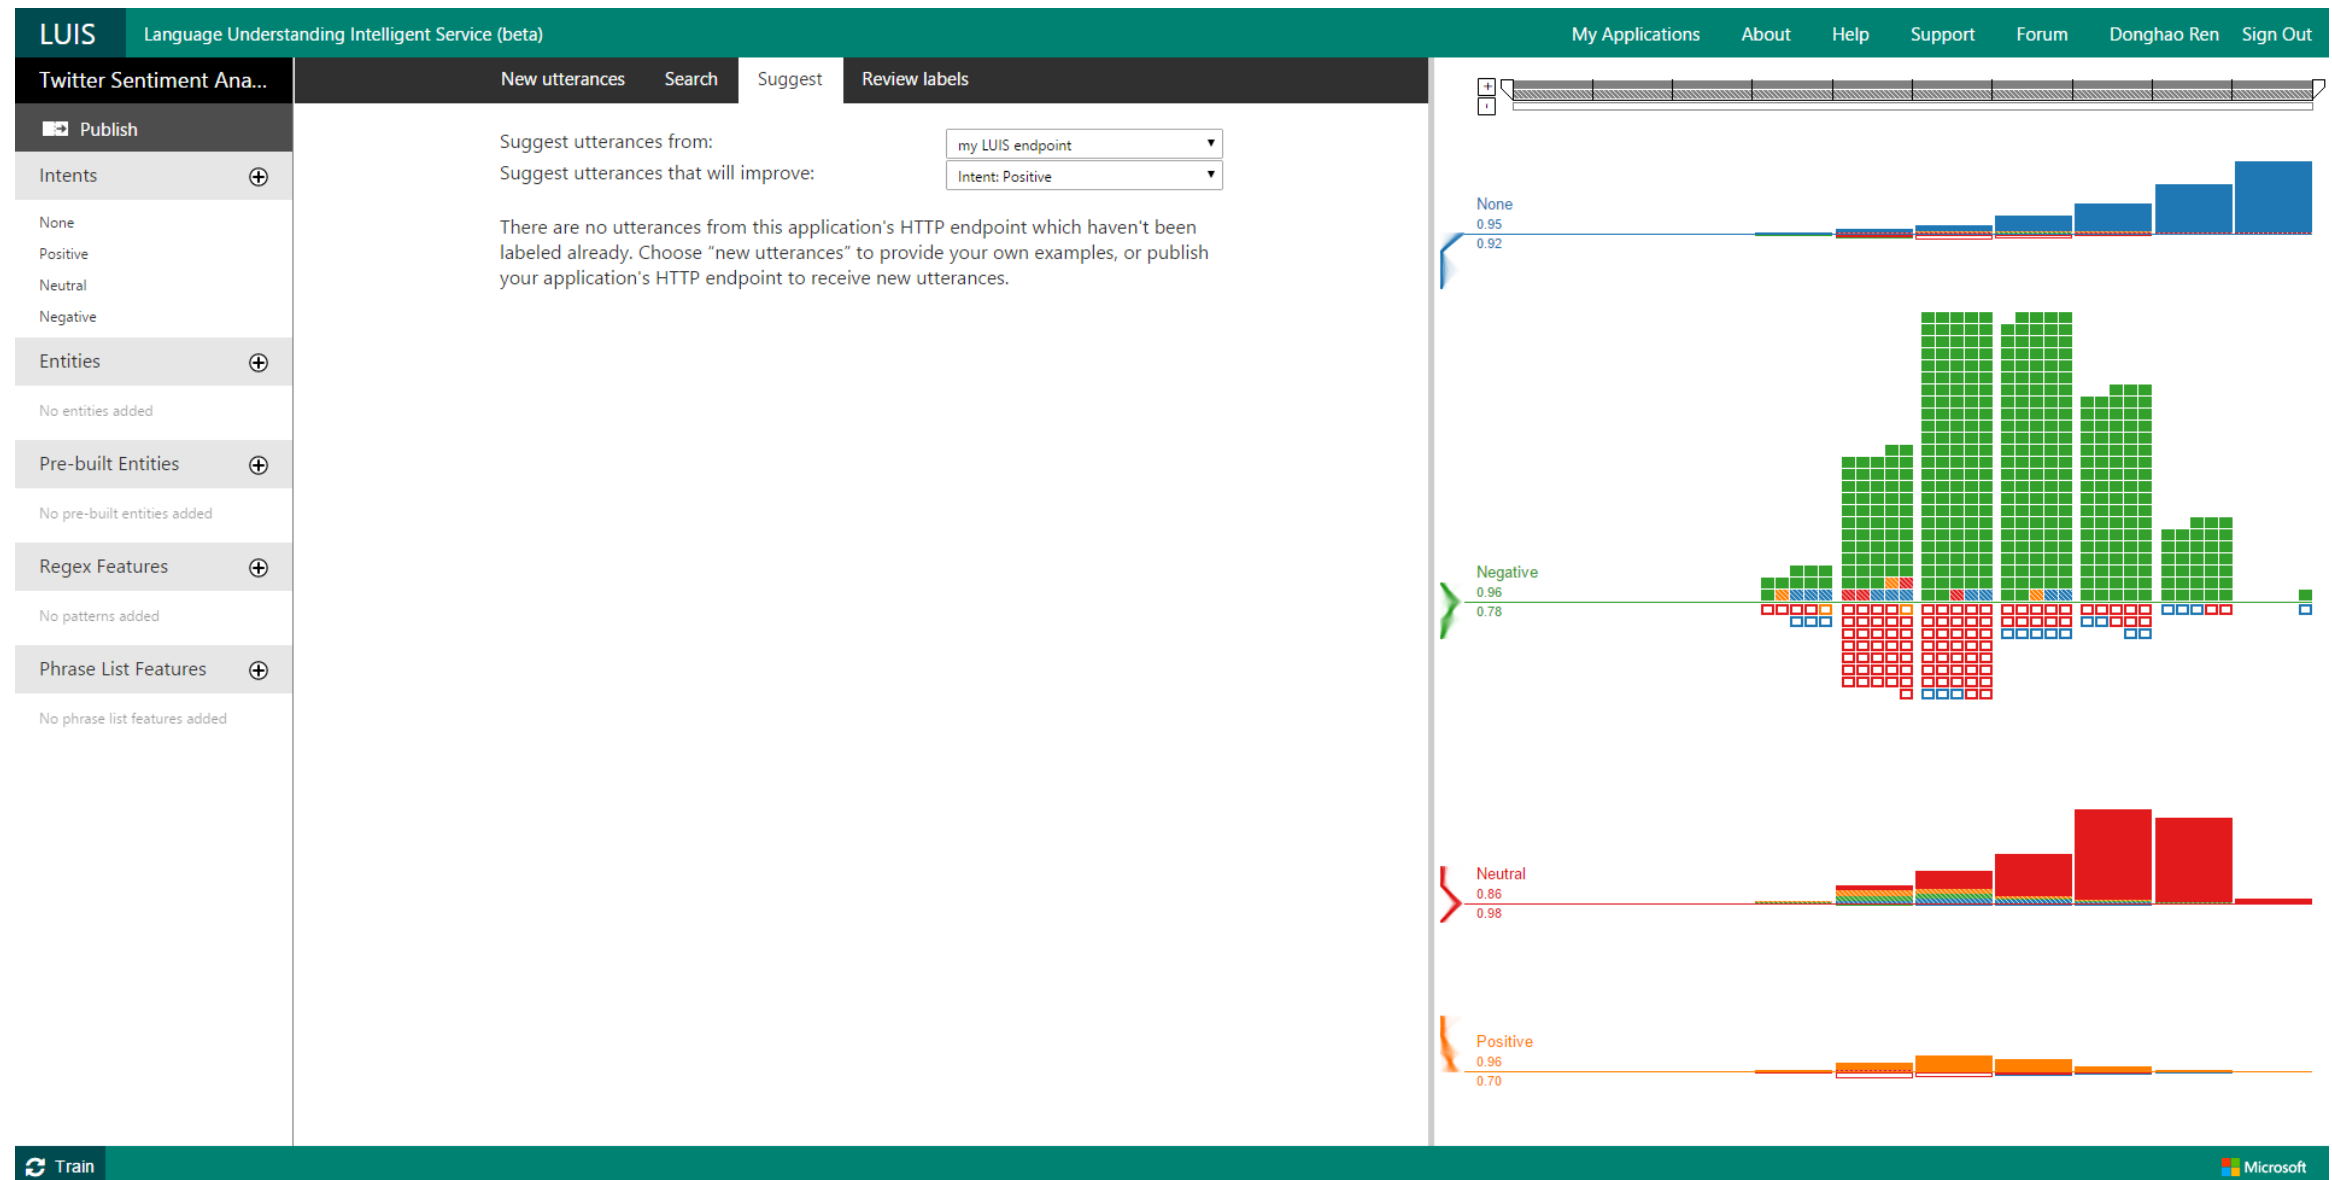 LUIS
Language Understanding Intelligent Service (beta)
My Applications
About
Help
Support
Forum
Donghao Ren
Sign Out
Twitter Sentiment Ana...
New utterances
Search
Suggest
Review labels
Publish
Intents
None
Positive
Neutral
Negative
Entities
No entities added
Pre-built Entities
No pre-built entities added
Regex Features
No patterns added
Phrase List Features
No phrase list features added
Suggest utterances from:
my LUIS endpoint
Suggest utterances that will improve:
Intent: Positive
There are no utterances from this application's HTTP endpoint which haven't been
labeled already. Choose “new utterances” to provide your own examples, or publish
your application's HTTP endpoint to receive new utterances.
+
-
None
0.95
0.92
Negative
0.96
0.78
Neutral
0.86
0.98
Positive
0.96
0.70
Train
Microsoft